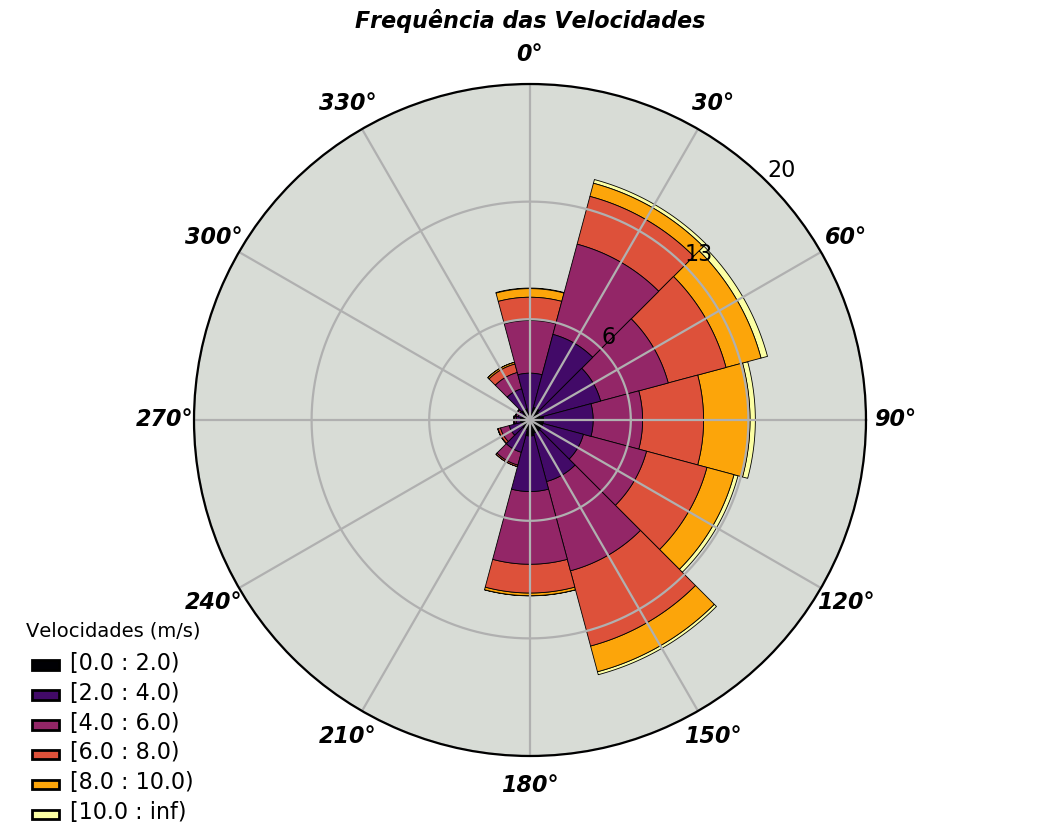 Frequência das Velocidades
0°
330°
30°
20
300°
60°
13
6
270°
90°
240°
120°
Velocidades (m/s)
[0.0 : 2.0)
[2.0 : 4.0)
[4.0 : 6.0)
210°
150°
[6.0 : 8.0)
180°
[8.0 : 10.0)
[10.0 : inf)